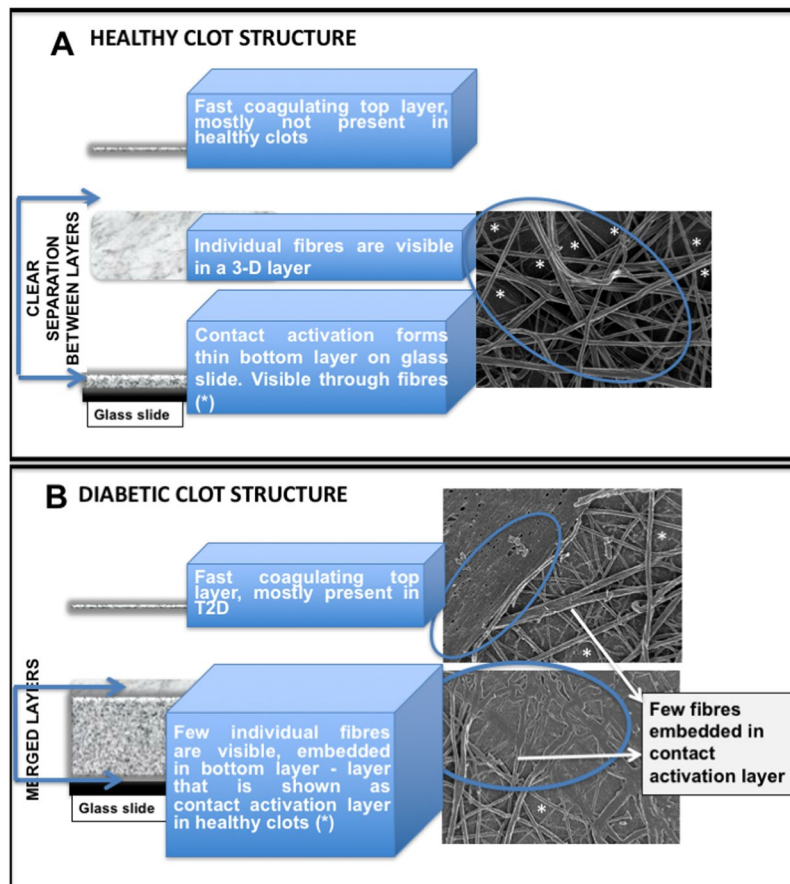 A HEALTHY CLOT STRUCTURE
Fast coagulating top layer,
mostly not present in
healthy clots
CLEAR
SEPARATION
BETWEEN LAYERS
Individual fibres are visible
in a 3-D layer
Contact activation forms
thin bottom layer on glass
slide. Visible through fibres
(*)
Glass slide
* * * * * * *
B DIABETIC CLOT STRUCTURE
Fast coagulating top
layer, mostly present in
T2D
*
*
MERGED LAYERS
Few individual fibres
are visible, embedded
in bottom layer - layer
that is shown as
contact activation layer
in healthy clots (*)
Glass slide
*
Few fibres
embedded in
contact
activation layer